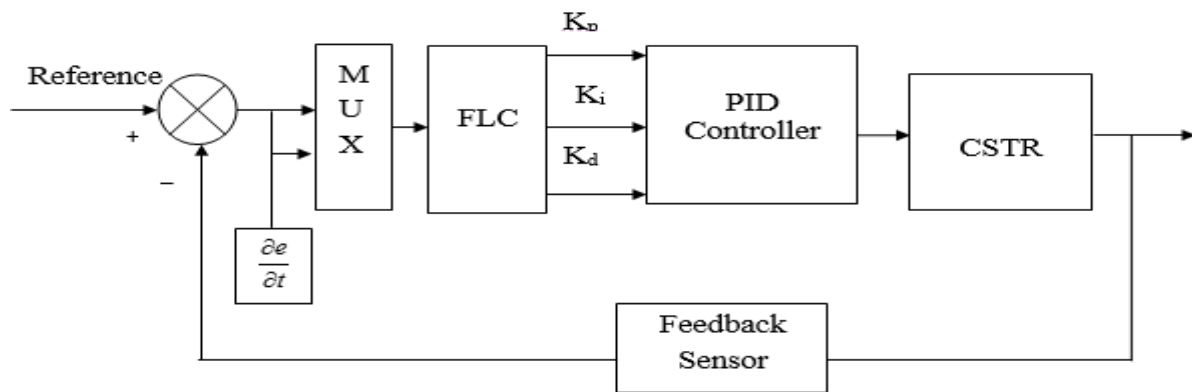 Reference
+
−
M
U
X
FLC
Kp
Ki
Kd
PID
Controller
CSTR
∂e
∂t
Feedback
Sensor